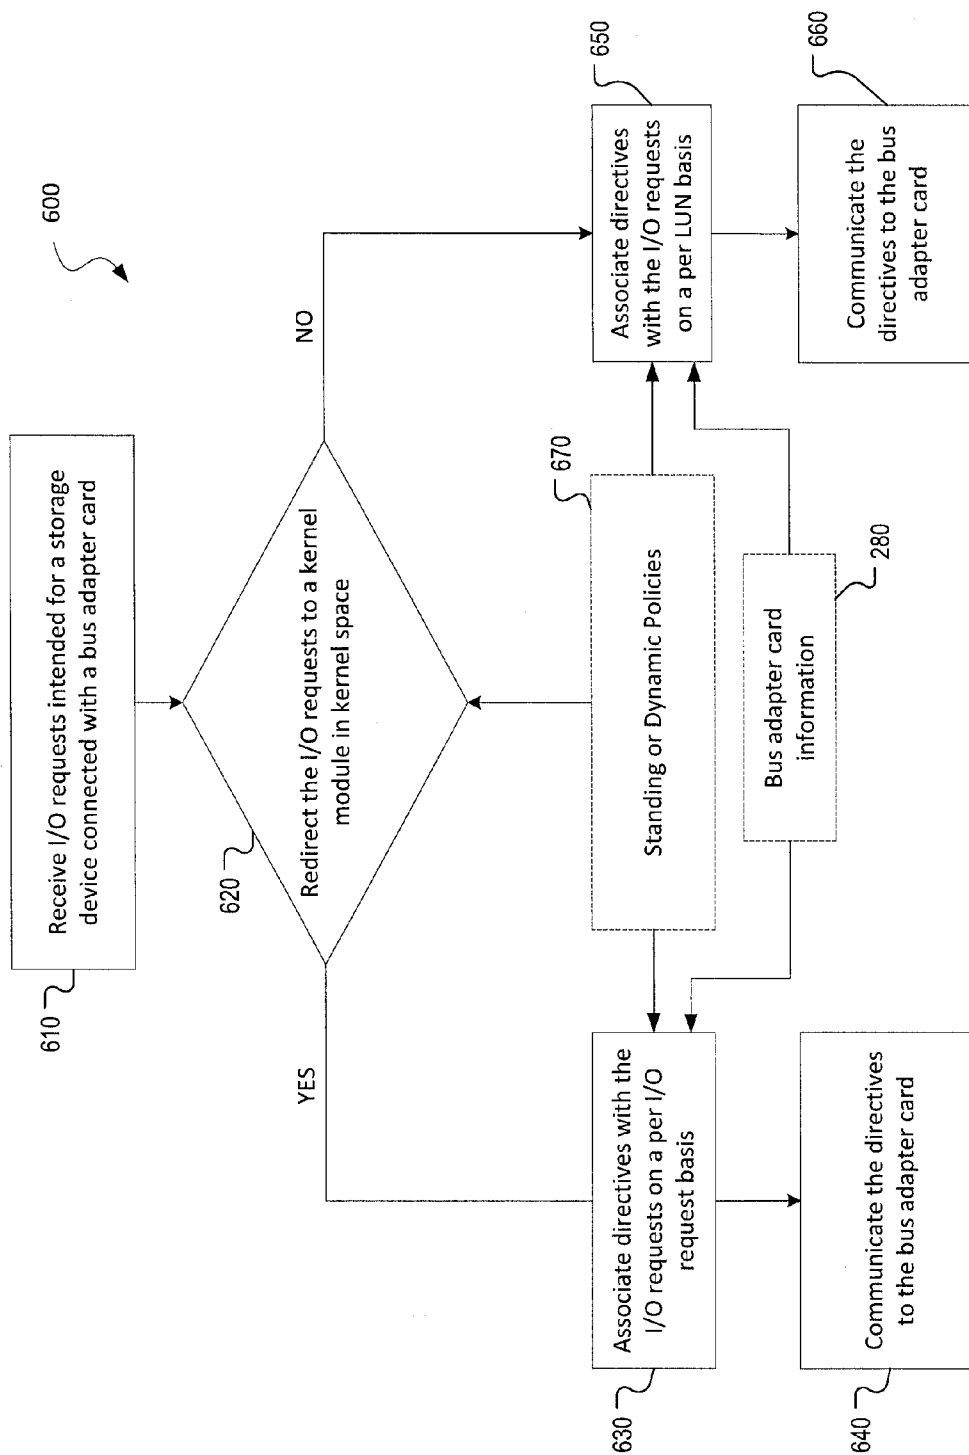 600
Receive I/O requests intended for a storage
device connected with a bus adapter card
610
Redirect the I/O requests to a kernel
module in kernel space
620
YES
NO
Associate directives with the
I/O requests on a per I/O
request basis
630
Standing or Dynamic Policies
670
Associate directives
with the I/O requests
on a per LUN basis
650
Bus adapter card
information
280
Communicate the directives
to the bus adapter card
640
Communicate the
directives to the bus
adapter card
660